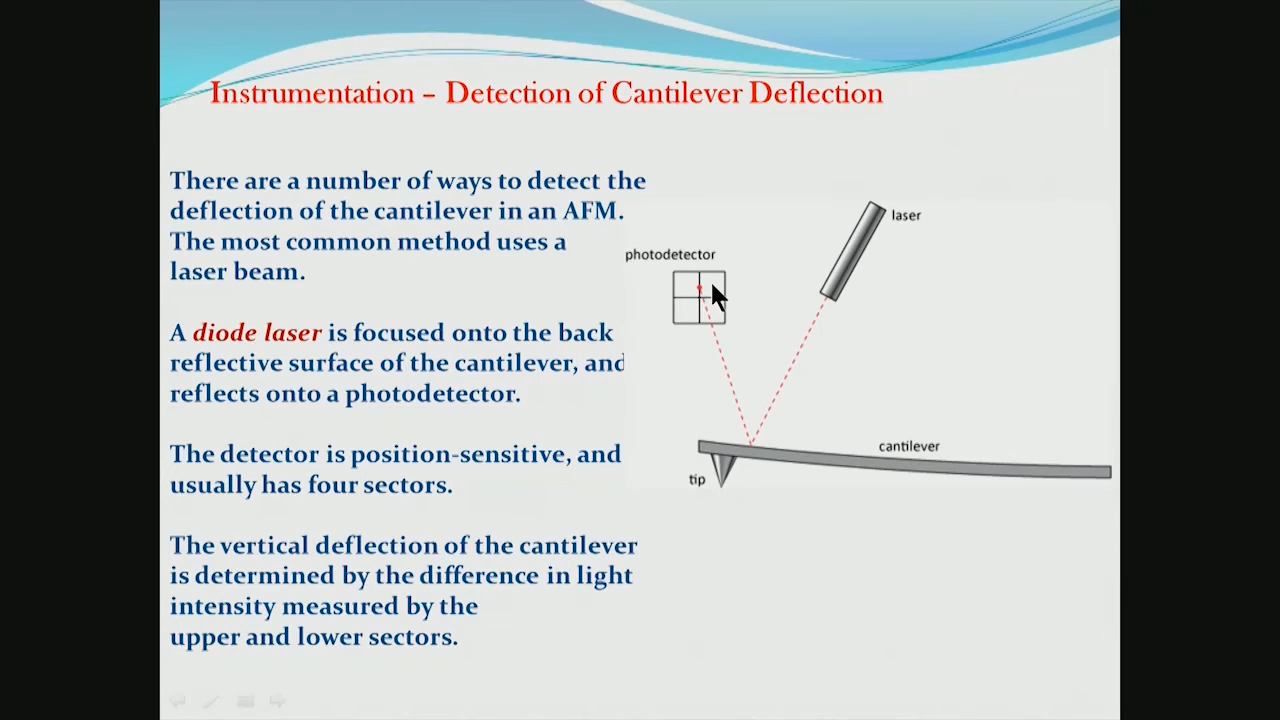 Instrumentation – Detection of Cantilever Deflection
There are a number of ways to detect the
deflection of the cantilever in an AFM.
The most common method uses a
laser beam.
A diode laser is focused onto the back
reflective surface of the cantilever, and
reflects onto a photodetector.
The detector is position-sensitive, and
usually has four sectors.
The vertical deflection of the cantilever
is determined by the difference in light
intensity measured by the
upper and lower sectors.
laser
photodetector
cantilever
tip